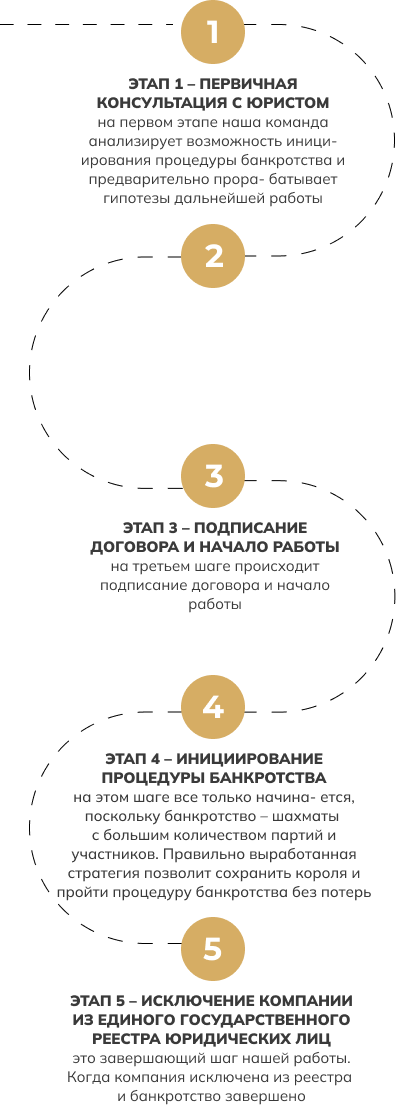 1
ЭТАП 1 – ПЕРВИЧНАЯ
КОНСУЛЬТАЦИЯ С ЮРИСТОМ
на первом этапе наша команда
анализирует возможность иници-
ирования процедуры банкротства и
предварительно прора- батывает
гипотезы дальнейшей работы
2
3
ЭТАП 3 – ПОДПИСАНИЕ
ДОГОВОРА И НАЧАЛО РАБОТЫ
на третьем шаге происходит
подписание договора и начало
работы
4
ЭТАП 4 – ИНИЦИИРОВАНИЕ
ПРОЦЕДУРЫ БАНКРОТСТВА
на этом шаге все только начина- ется,
поскольку банкротство – шахматы
с большим количеством партий и
участников. Правильно выработанная
стратегия позволит сохранить короля и
пройти процедуру банкротства без потерь
5
ЭТАП 5 – ИСКЛЮЧЕНИЕ КОМПАНИИ
ИЗ ЕДИНОГО ГОСУДАРСТВЕННОГО
РЕЕСТРА ЮРИДИЧЕСКИХ ЛИЦ
это завершающий шаг нашей работы.
Когда компания исключена из реестра
и банкротство завершено